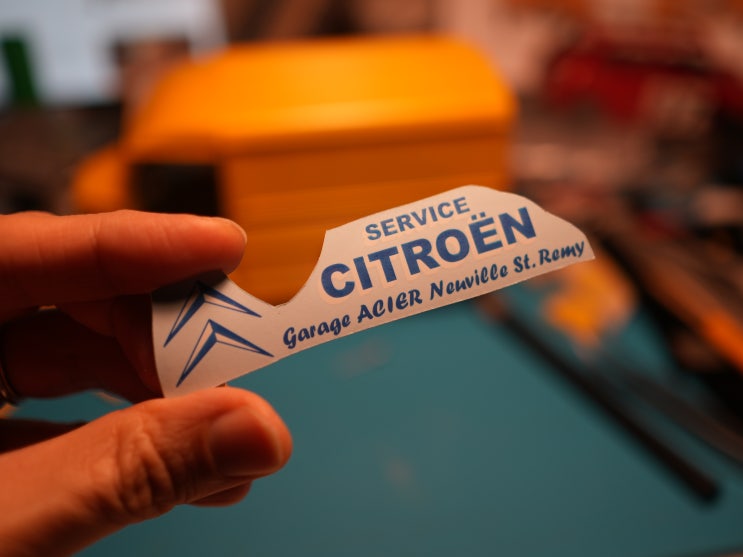 SERVICE
CITROËN
Garage ACIER Neuville St. Remy